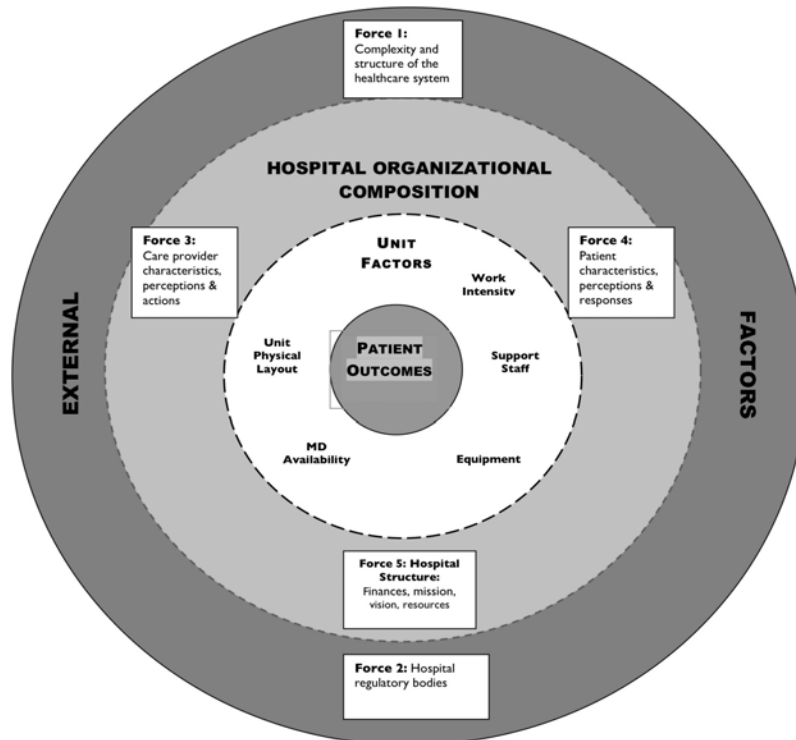 Force 1:
Complexity and
structure of the
healthcare system
HOSPITAL ORGANIZATIONAL
COMPOSITION
Force 3:
Care provider
characteristics,
perceptions &
actions
Force 4:
Patient
characteristics,
perceptions &
responses
UNIT
FACTORS
Work
Intensity
EXTERNAL
FACTORS
Unit
Physical
Layout
PATIENT
OUTCOMES
Support
Staff
MD
Availability
Equipment
Force 5: Hospital
Structure:
Finances, mission,
vision, resources
Force 2: Hospital
regulatory bodies